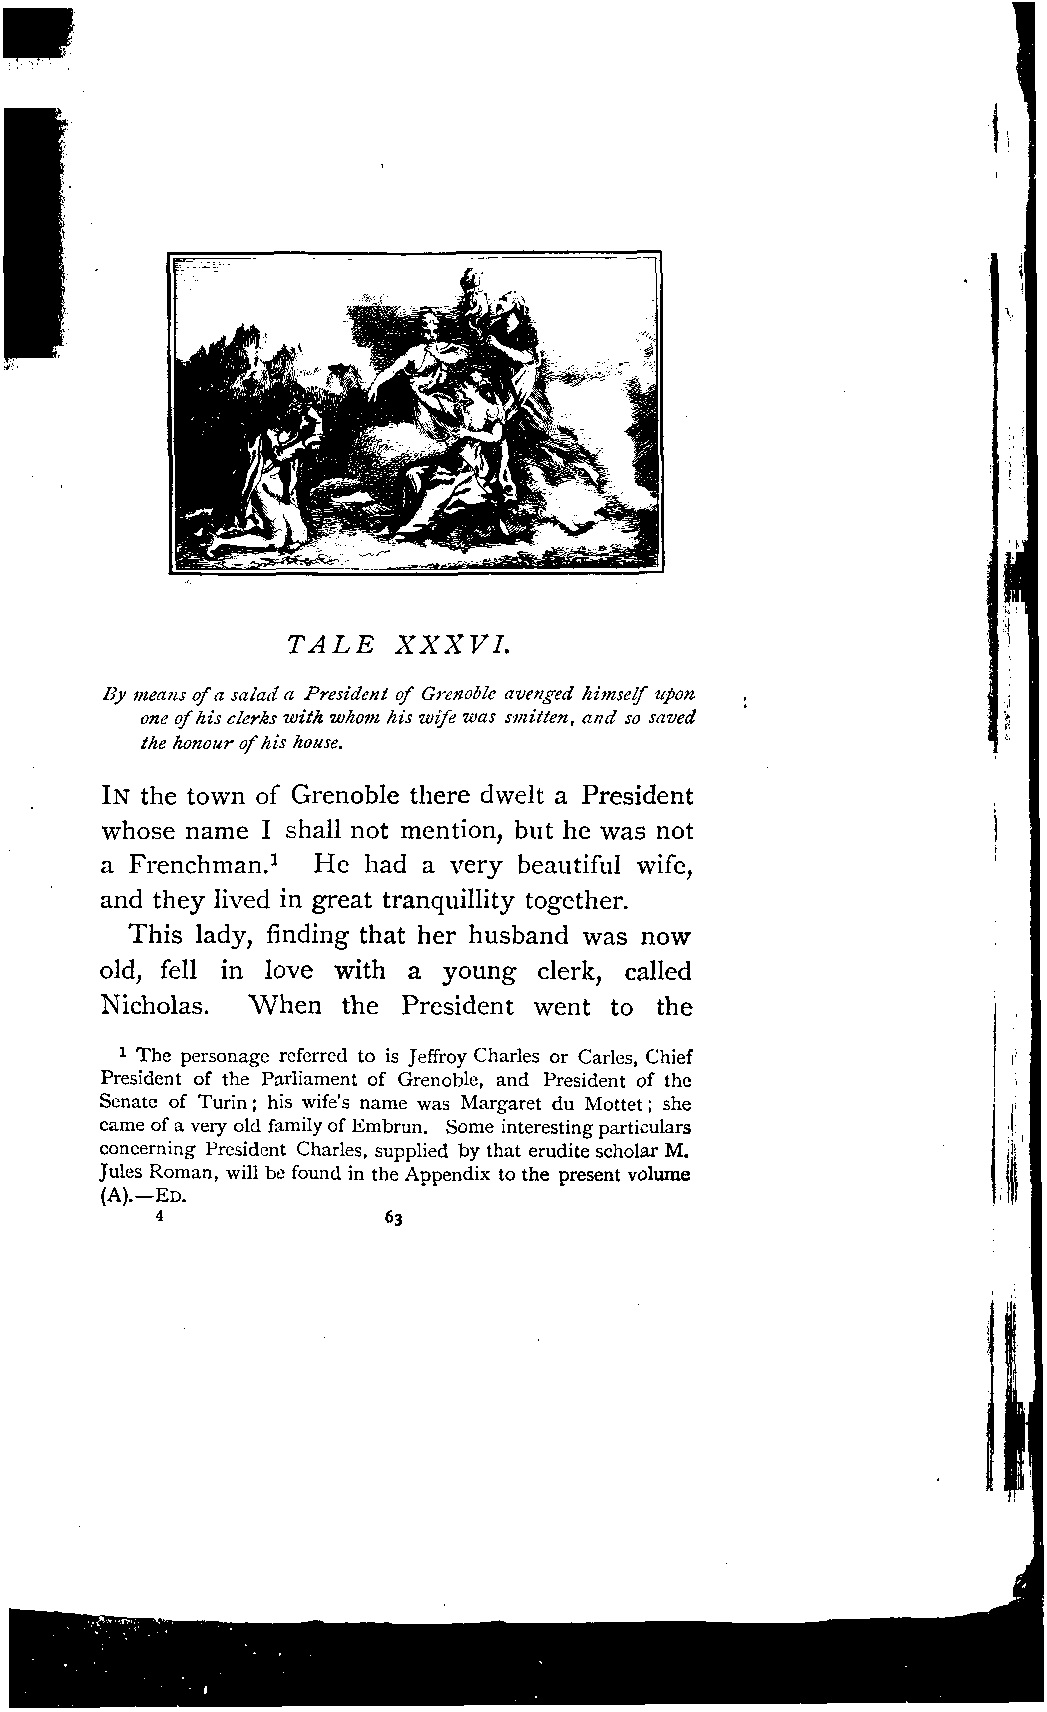 TALE XXXVI.
By means of a salad a President of Grenoble avenged himself upon
one of his clerks with whom his wife was smitten, and so saved
the honour of his house.
IN the town of Grenoble there dwelt a President
whose name I shall not mention, but he was not
a Frenchman.¹ He had a very beautiful wife,
and they lived in great tranquillity together.
This lady, finding that her husband was now
old, fell in love with a young clerk, called
Nicholas. When the President went to the
¹ The personage referred to is Jeffroy Charles or Carles, Chief
President of the Parliament of Grenoble, and President of the
Senate of Turin; his wife's name was Margaret du Mottet; she
came of a very old family of Embrun. Some interesting particulars
concerning President Charles, supplied by that erudite scholar M.
Jules Roman, will be found in the Appendix to the present volume
(A).—ED.
4 63